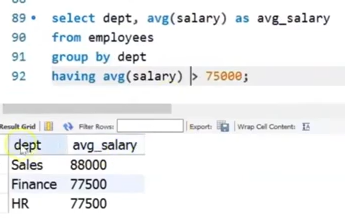 89 select dept, avg(salary) as avg_salary
90 from employees
91 group by dept
92 having avg(salary) > 75000;
Result Grid Filter Rows: Export: Wrap Cell Content:
dept avg_salary
Sales 88000
Finance 77500
HR 77500